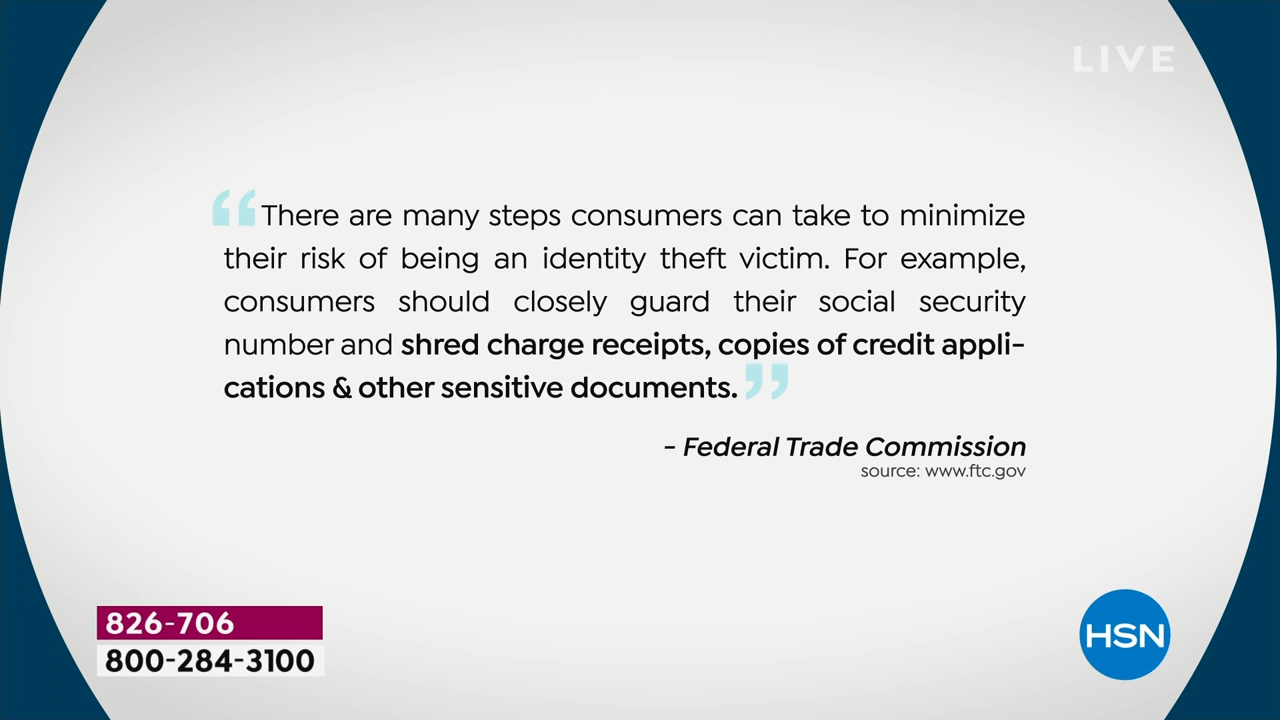 LIVE
“There are many steps consumers can take to minimize
their risk of being an identity theft victim. For example,
consumers should closely guard their social security
number and shred charge receipts, copies of credit appli-
cations & other sensitive documents.”
- Federal Trade Commission
source: www.ftc.gov
826-706
800-284-3100
HSN